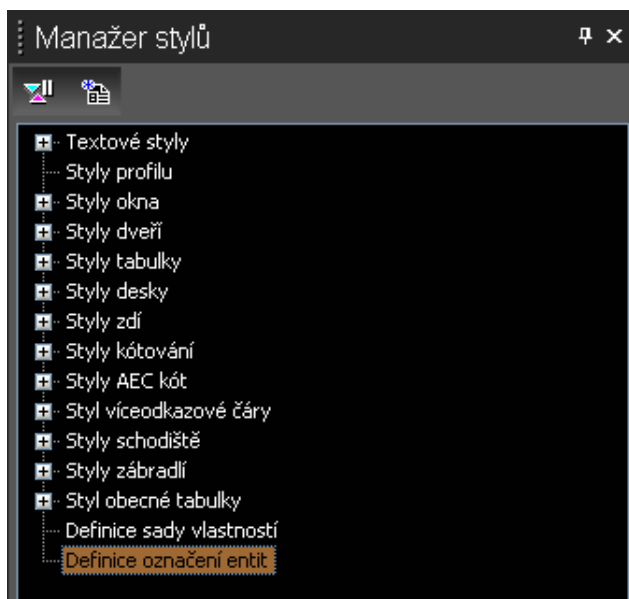 Manažer stylů
Textové styly
Styly profilu
Styly okna
Styly dveří
Styly tabulky
Styly desky
Styly zdí
Styly kótování
Styly AEC kót
Styl víceodkazové čáry
Styly schodiště
Styly zábradlí
Styl obecné tabulky
Definice sady vlastností
Definice označení entit